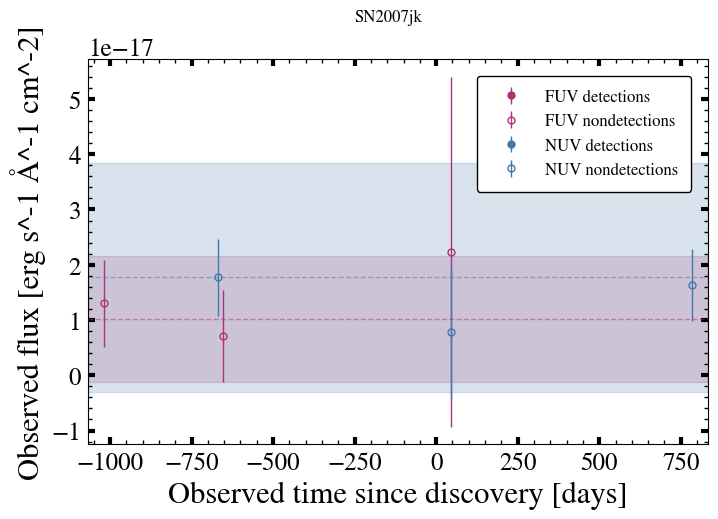 SN2007jk
1e−17
Observed flux [erg s^-1 Å^-1 cm^-2]
5
4
3
2
1
0
−1
FUV detections
FUV nondetections
NUV detections
NUV nondetections
−1000 −750 −500 −250 0 250 500 750
Observed time since discovery [days]